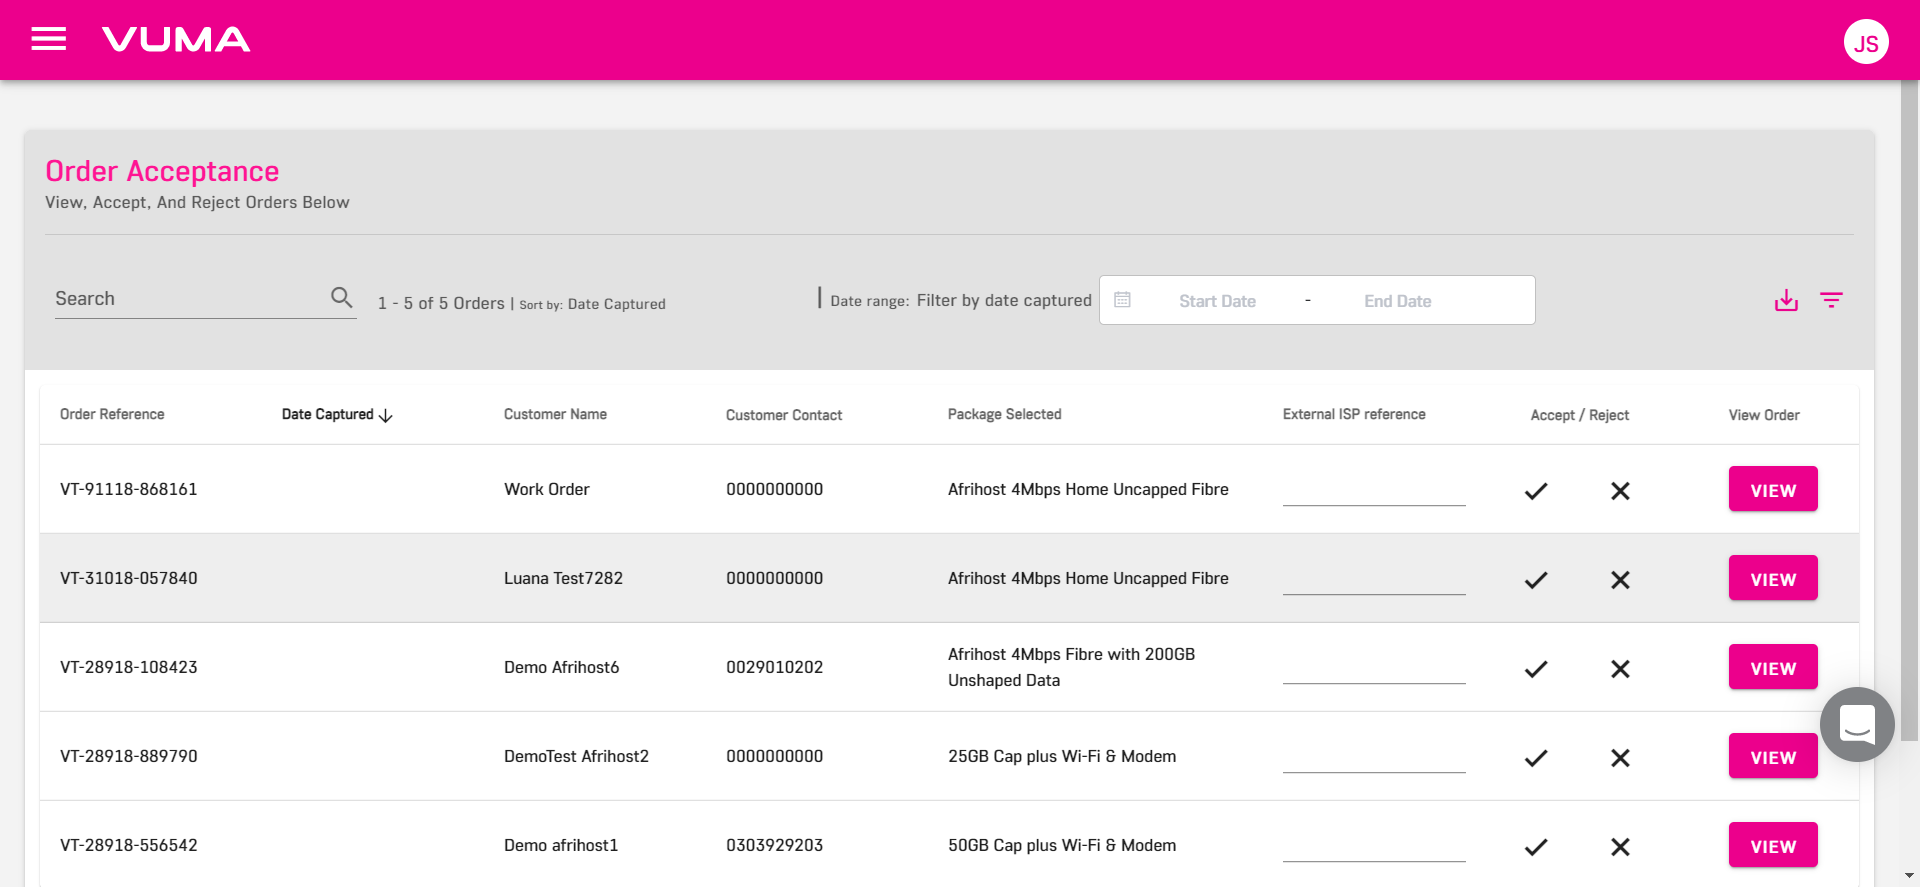 VUMA
JS
Order Acceptance
View, Accept, And Reject Orders Below
Search
1 - 5 of 5 Orders | Sort by: Date Captured
Date range: Filter by date captured
Start Date - End Date
Order Reference Date Captured Customer Name Customer Contact Package Selected External ISP reference Accept / Reject View Order
VT-91118-868161 Work Order 0000000000 Afrihost 4Mbps Home Uncapped Fibre VIEW
VT-31018-057840 Luana Test7282 0000000000 Afrihost 4Mbps Home Uncapped Fibre VIEW
VT-28918-108423 Demo Afrihost6 0029010202 Afrihost 4Mbps Fibre with 200GB
Unshaped Data VIEW
VT-28918-889790 DemoTest Afrihost2 0000000000 25GB Cap plus Wi-Fi & Modem VIEW
VT-28918-556542 Demo afrihost1 0303929203 50GB Cap plus Wi-Fi & Modem VIEW